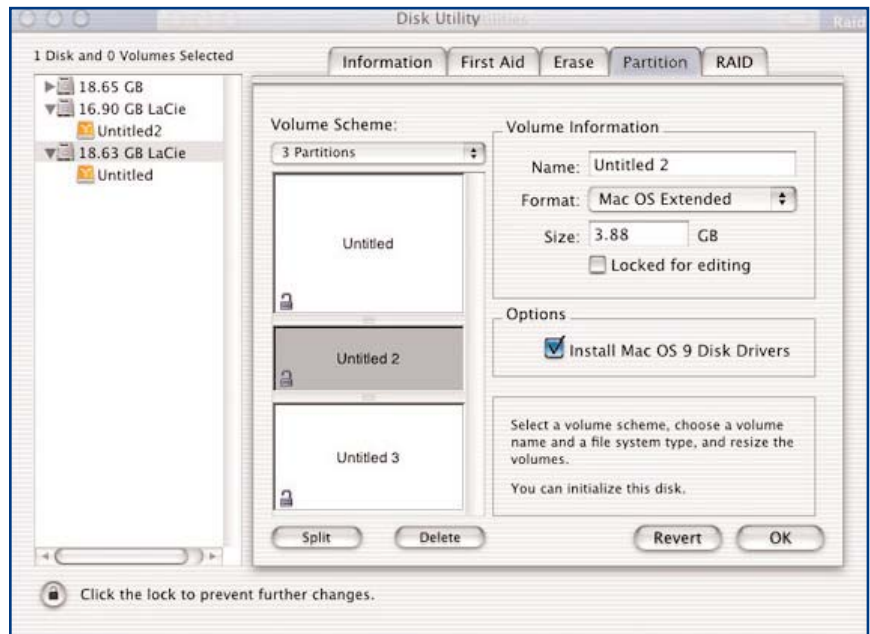 Disk Utility
Raid
1 Disk and 0 Volumes Selected
18.65 GB
16.90 GB LaCie
Untitled2
18.63 GB LaCie
Untitled
Information
First Aid
Erase
Partition
RAID
Volume Scheme:
3 Partitions
Untitled
Untitled 2
Untitled 3
Split
Delete
Volume Information
Name: Untitled 2
Format: Mac OS Extended
Size: 3.88 GB
Locked for editing
Options
Install Mac OS 9 Disk Drivers
Select a volume scheme, choose a volume
name and a file system type, and resize the
volumes.
You can initialize this disk.
Revert
OK
Click the lock to prevent further changes.